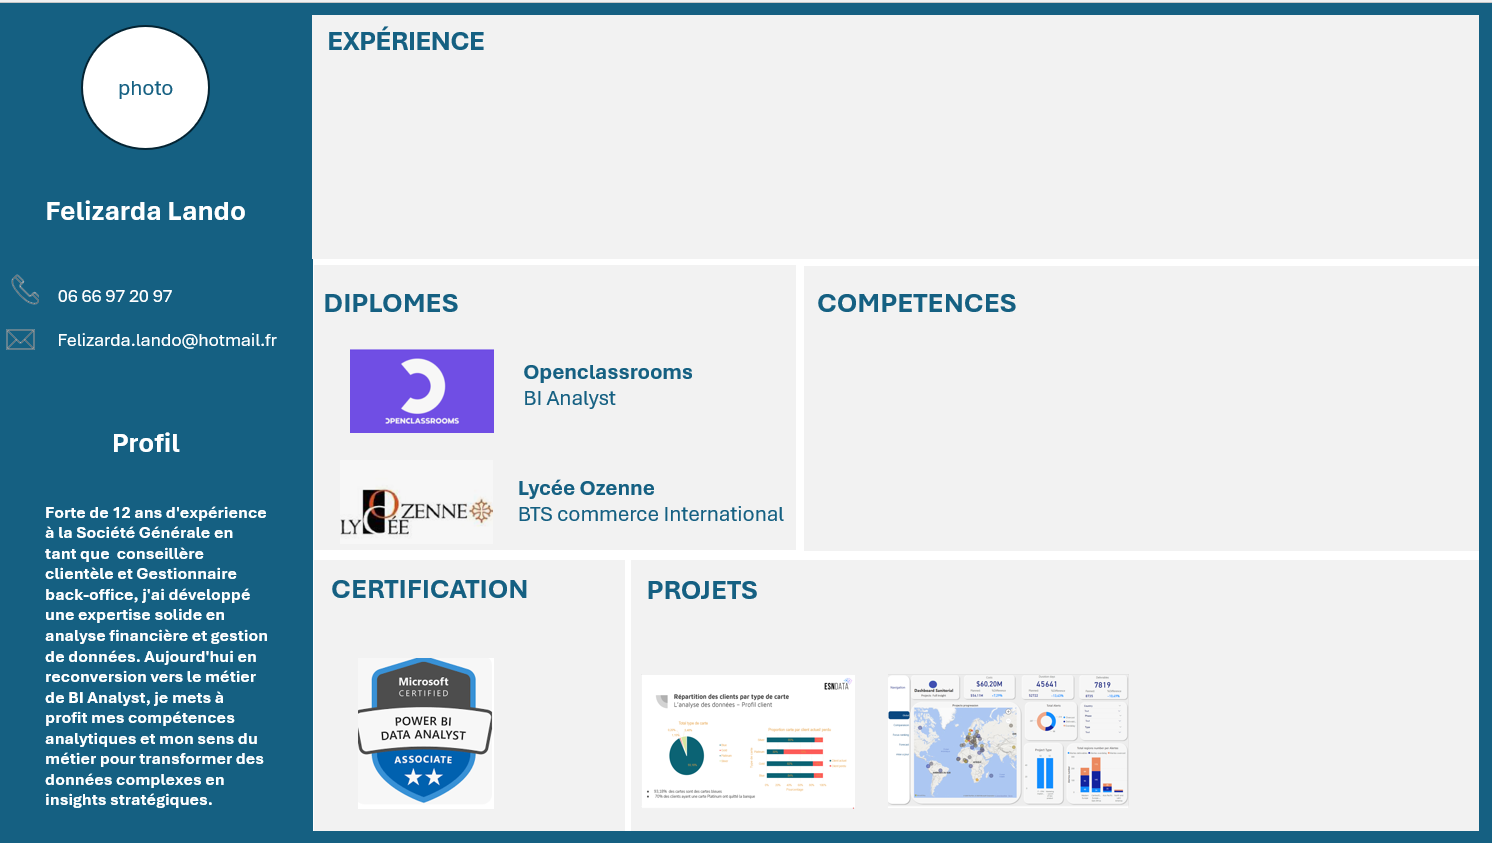 photo
Felizarda Lando
06 66 97 20 97
Felizarda.lando@hotmail.fr
Profil
Forte de 12 ans d'expérience
à la Société Générale en
tant que  conseillère
clientèle et Gestionnaire
back-office, j'ai développé
une expertise solide en
analyse financière et gestion
de données. Aujourd'hui en
reconversion vers le métier
de BI Analyst, je mets à
profit mes compétences
analytiques et mon sens du
métier pour transformer des
données complexes en
insights stratégiques.
EXPÉRIENCE
DIPLOMES
OPENCLASSROOMS
Openclassrooms
BI Analyst
LYCÉE OZENNE
Lycée Ozenne
BTS commerce International
COMPETENCES
CERTIFICATION
Microsoft
CERTIFIED
POWER BI
DATA ANALYST
ASSOCIATE
PROJETS
ESNDATA
Répartition des clients par type de carte
L'analyse des données – Profil client
Dashboard Sanitoral
$60.20M
45641
7819